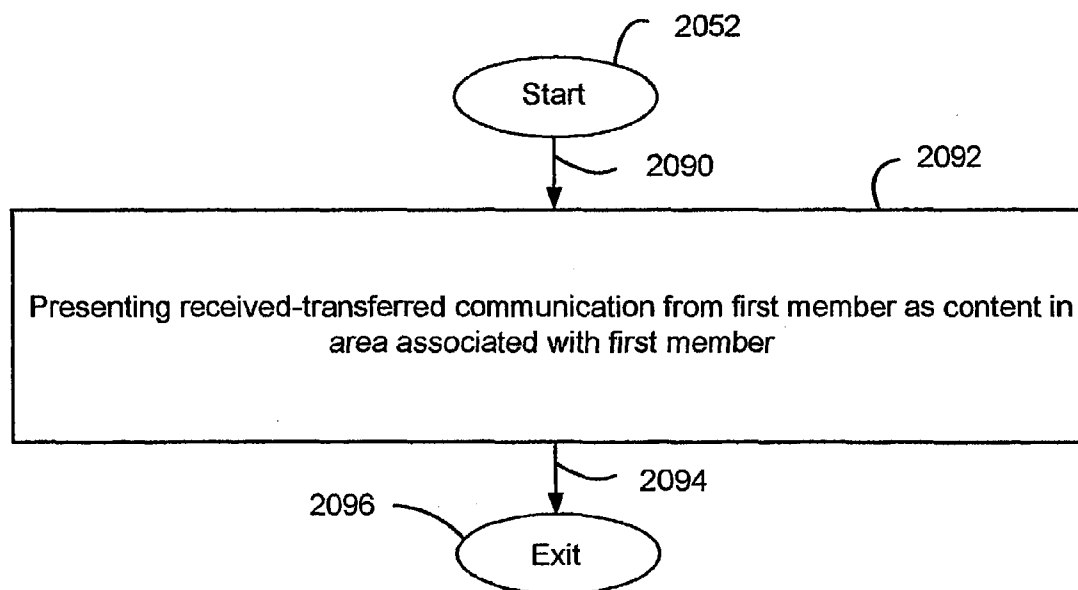 2052
Start
2090
2092
Presenting received-transferred communication from first member as content in
area associated with first member
2094
2096
Exit